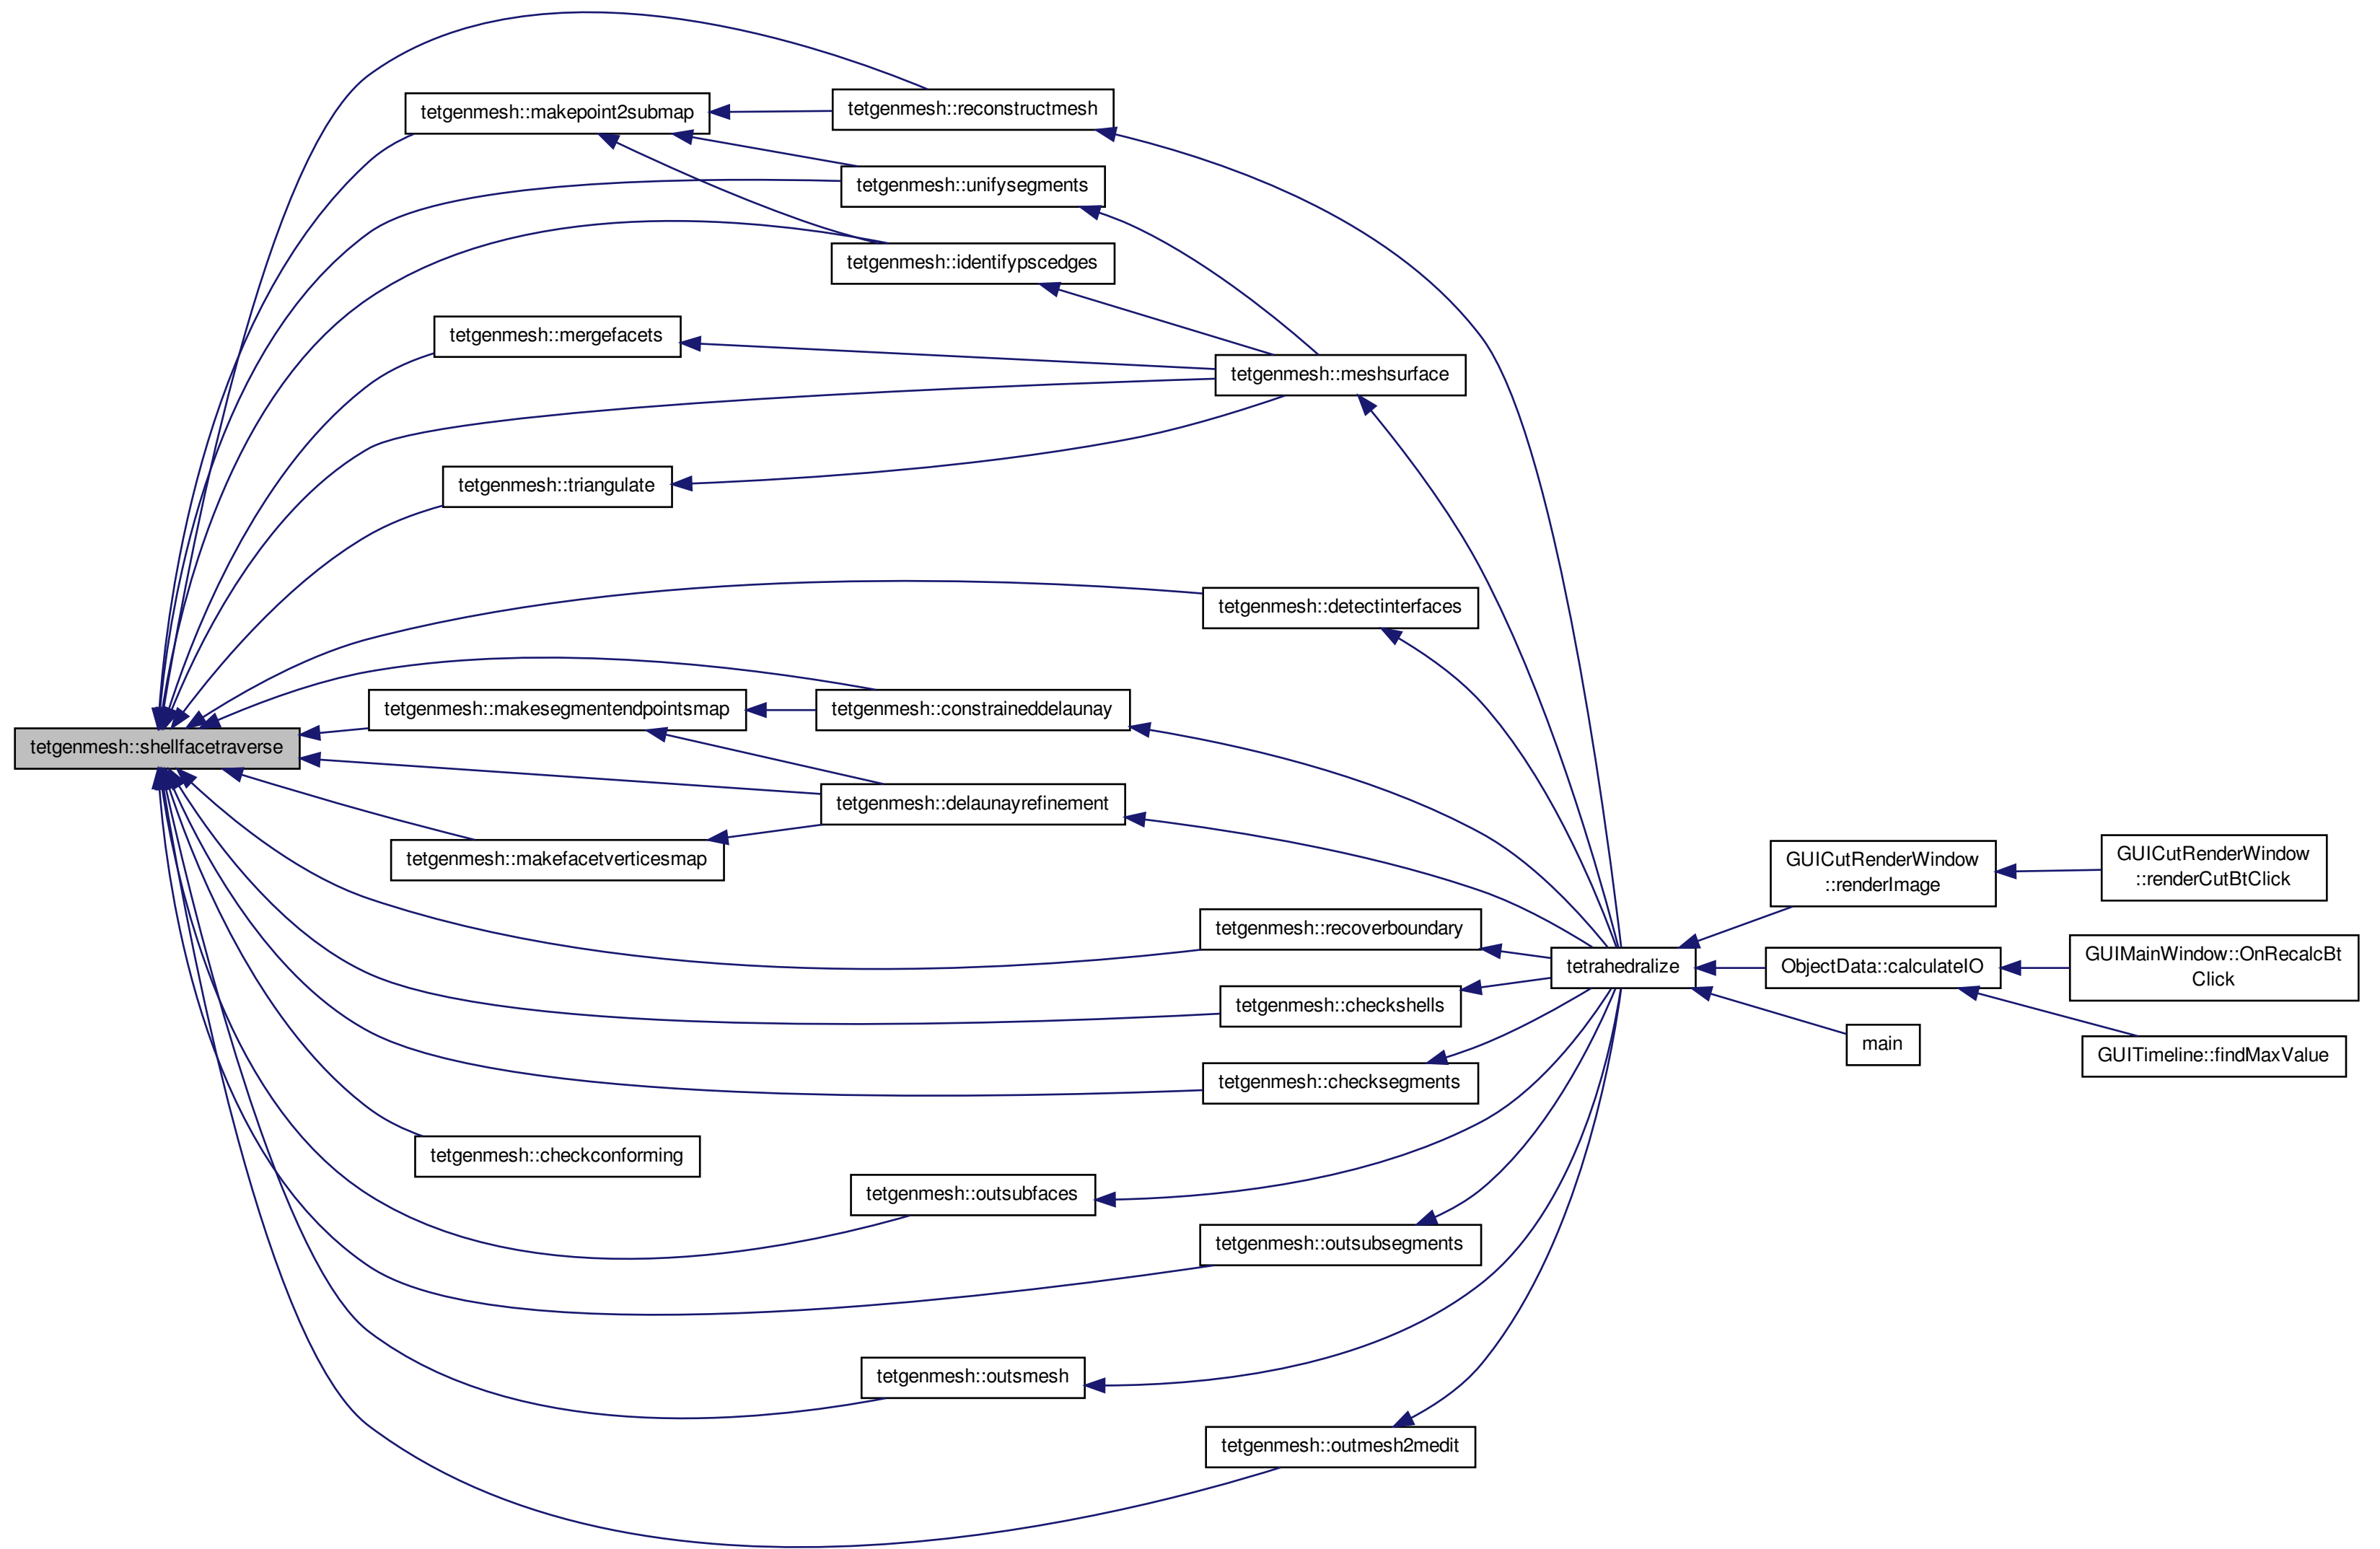 tetgenmesh::shellfacetraverse
tetgenmesh::makepoint2submap
tetgenmesh::reconstructmesh
tetgenmesh::unifysegments
tetgenmesh::identifypscedges
tetgenmesh::mergefacets
tetgenmesh::meshsurface
tetgenmesh::triangulate
tetgenmesh::detectinterfaces
tetgenmesh::makesegmentendpointsmap
tetgenmesh::constraineddelaunay
tetgenmesh::delaunayrefinement
tetgenmesh::makefacetverticesmap
tetgenmesh::recoverboundary
tetgenmesh::checkshells
tetgenmesh::checksegments
tetgenmesh::checkconforming
tetgenmesh::outsubfaces
tetgenmesh::outsubsegments
tetgenmesh::outsmesh
tetgenmesh::outmesh2medit
tetrahedralize
GUICutRenderWindow
::renderImage
GUICutRenderWindow
::renderCutBtClick
ObjectData::calculateIO
GUIMainWindow::OnRecalcBt
Click
main
GUITimeline::findMaxValue